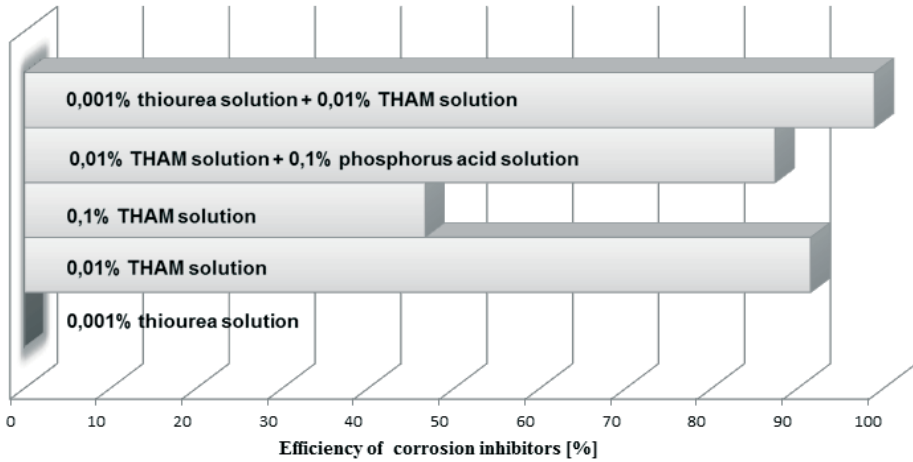 0,001% thiourea solution + 0,01% THAM solution
0,01% THAM solution + 0,1% phosphorus acid solution
0,1% THAM solution
0,01% THAM solution
0,001% thiourea solution
0 10 20 30 40 50 60 70 80 90 100
Efficiency of corrosion inhibitors [%]